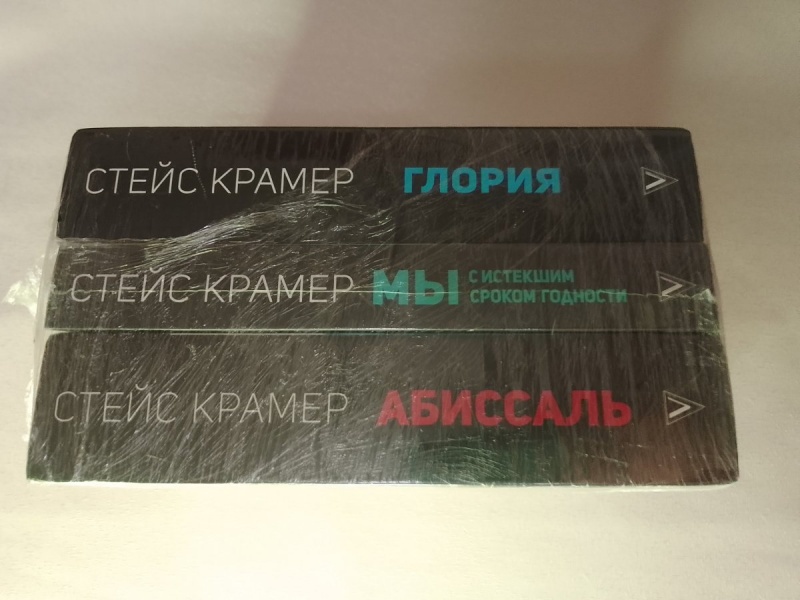 СТЕЙС КРАМЕР ГЛОРИЯ
СТЕЙС КРАМЕР МЫ С ИСТЕКШИМ
СРОКОМ ГОДНОСТИ
СТЕЙС КРАМЕР АБИССАЛЬ